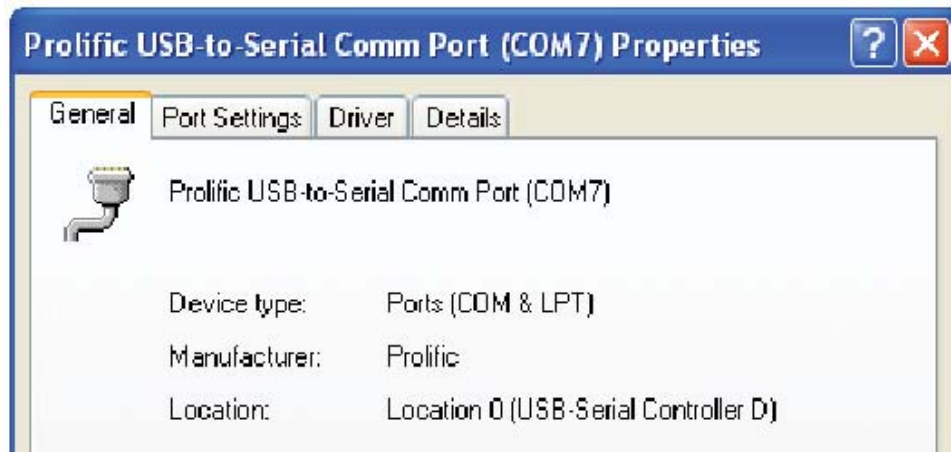 Prolific USB-to-Serial Comm Port (COM7) Properties
General Port Settings Driver Details
Prolific USB-to-Serial Comm Port (COM7)
Device type: Ports (COM & LPT)
Manufacturer: Prolific
Location: Location 0 (USB-Serial Controller D)